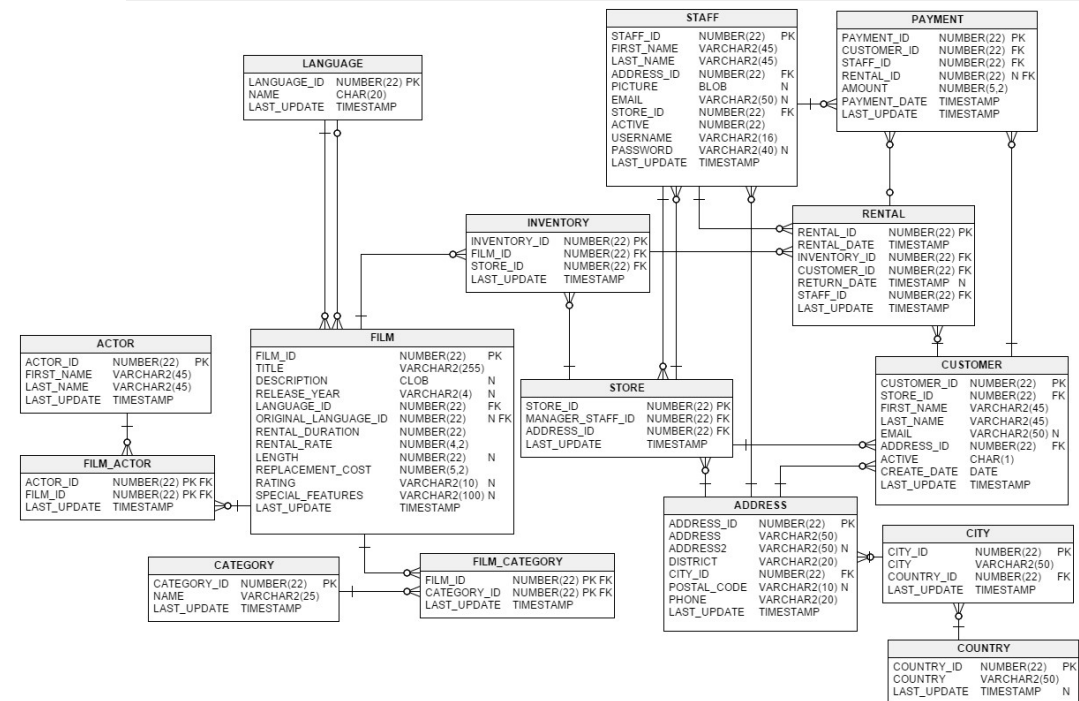 STAFF
STAFF_ID NUMBER(22) PK
FIRST_NAME VARCHAR2(45)
LAST_NAME VARCHAR2(45)
ADDRESS_ID NUMBER(22) FK
PICTURE BLOB N
EMAIL VARCHAR2(50) N
STORE_ID NUMBER(22) FK
ACTIVE NUMBER(22)
USERNAME VARCHAR2(16)
PASSWORD VARCHAR2(40) N
LAST_UPDATE TIMESTAMP
PAYMENT
PAYMENT_ID NUMBER(22) PK
CUSTOMER_ID NUMBER(22) FK
STAFF_ID NUMBER(22) FK
RENTAL_ID NUMBER(22) N FK
AMOUNT NUMBER(5,2)
PAYMENT_DATE TIMESTAMP
LAST_UPDATE TIMESTAMP
LANGUAGE
LANGUAGE_ID NUMBER(22) PK
NAME CHAR(20)
LAST_UPDATE TIMESTAMP
INVENTORY
INVENTORY_ID NUMBER(22) PK
FILM_ID NUMBER(22) FK
STORE_ID NUMBER(22) FK
LAST_UPDATE TIMESTAMP
RENTAL
RENTAL_ID NUMBER(22) PK
RENTAL_DATE TIMESTAMP
INVENTORY_ID NUMBER(22) FK
CUSTOMER_ID NUMBER(22) FK
RETURN_DATE TIMESTAMP N
STAFF_ID NUMBER(22) FK
LAST_UPDATE TIMESTAMP
ACTOR
ACTOR_ID NUMBER(22) PK
FIRST_NAME VARCHAR2(45)
LAST_NAME VARCHAR2(45)
LAST_UPDATE TIMESTAMP
FILM
FILM_ID NUMBER(22) PK
TITLE VARCHAR2(255)
DESCRIPTION CLOB N
RELEASE_YEAR VARCHAR2(4) N
LANGUAGE_ID NUMBER(22) FK
ORIGINAL_LANGUAGE_ID NUMBER(22) N FK
RENTAL_DURATION NUMBER(22)
RENTAL_RATE NUMBER(4,2)
LENGTH NUMBER(22) N
REPLACEMENT_COST NUMBER(5,2)
RATING VARCHAR2(10) N
SPECIAL_FEATURES VARCHAR2(100) N
LAST_UPDATE TIMESTAMP
STORE
STORE_ID NUMBER(22) PK
MANAGER_STAFF_ID NUMBER(22) FK
ADDRESS_ID NUMBER(22) FK
LAST_UPDATE TIMESTAMP
CUSTOMER
CUSTOMER_ID NUMBER(22) PK
STORE_ID NUMBER(22) FK
FIRST_NAME VARCHAR2(45)
LAST_NAME VARCHAR2(45)
EMAIL VARCHAR2(50) N
ADDRESS_ID NUMBER(22) FK
ACTIVE CHAR(1)
CREATE_DATE DATE
LAST_UPDATE TIMESTAMP
FILM_ACTOR
ACTOR_ID NUMBER(22) PK FK
FILM_ID NUMBER(22) PK FK
LAST_UPDATE TIMESTAMP
ADDRESS
ADDRESS_ID NUMBER(22) PK
ADDRESS VARCHAR2(50)
ADDRESS2 VARCHAR2(50) N
DISTRICT VARCHAR2(20)
CITY_ID NUMBER(22) FK
POSTAL_CODE VARCHAR2(10) N
PHONE VARCHAR2(20)
LAST_UPDATE TIMESTAMP
CITY
CITY_ID NUMBER(22) PK
CITY VARCHAR2(50)
COUNTRY_ID NUMBER(22) FK
LAST_UPDATE TIMESTAMP
CATEGORY
CATEGORY_ID NUMBER(22) PK
NAME VARCHAR2(25)
LAST_UPDATE TIMESTAMP
FILM_CATEGORY
FILM_ID NUMBER(22) PK FK
CATEGORY_ID NUMBER(22) PK FK
LAST_UPDATE TIMESTAMP
COUNTRY
COUNTRY_ID NUMBER(22) PK
COUNTRY VARCHAR2(50)
LAST_UPDATE TIMESTAMP N